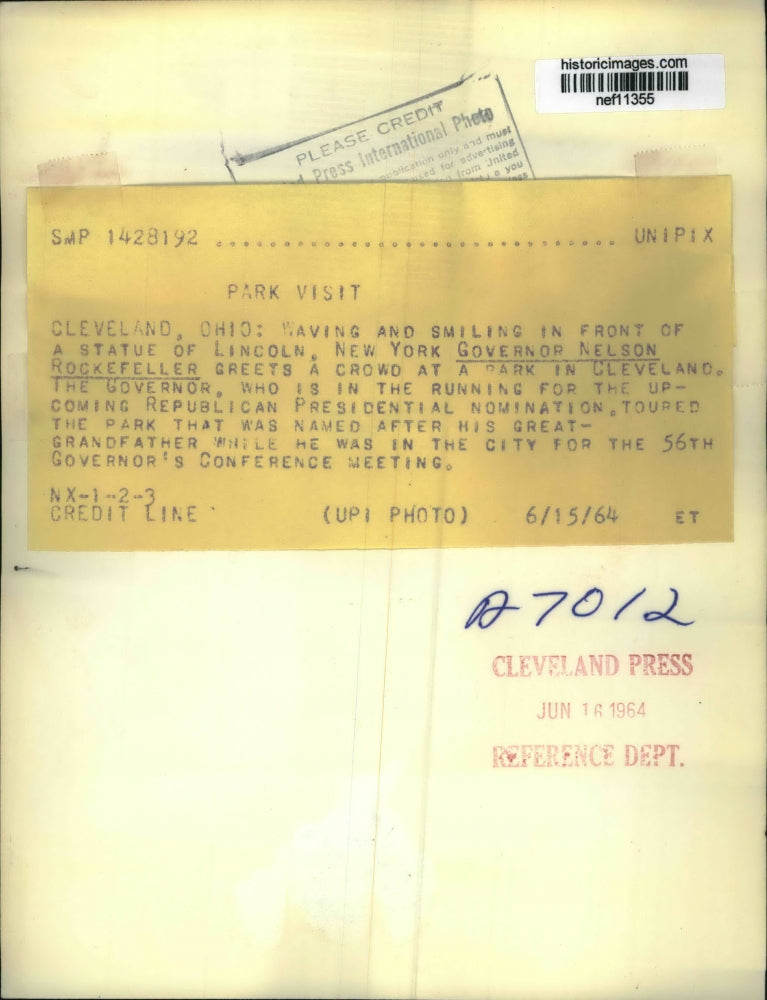 historicimages.com
nef11355
PLEASE CREDIT
Press International Photo
publication only and must
used for advertising
from United
you
SMP 1428192 ........................................ UNIPIX
PARK VISIT
CLEVELAND, OHIO: WAVING AND SMILING IN FRONT OF
A STATUE OF LINCOLN, NEW YORK GOVERNOR NELSON
ROCKEFELLER GREETS A CROWD AT A PARK IN CLEVELAND.
THE GOVERNOR, WHO IS IN THE RUNNING FOR THE UP-
COMING REPUBLICAN PRESIDENTIAL NOMINATION, TOURED
THE PARK THAT WAS NAMED AFTER HIS GREAT-
GRANDFATHER WHILE HE WAS IN THE CITY FOR THE 56TH
GOVERNOR'S CONFERENCE MEETING.
NX-1-2-3
CREDIT LINE (UPI PHOTO) 6/15/64 ET
A7012
CLEVELAND PRESS
JUN 16 1964
REFERENCE DEPT.